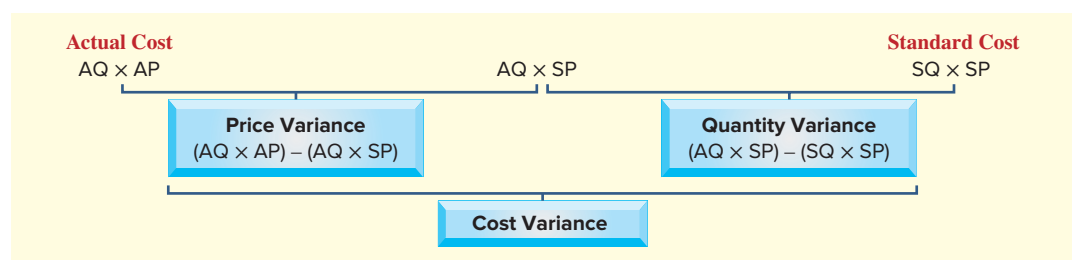 Actual Cost
Standard Cost
AQ × AP
AQ × SP
SQ × SP
Price Variance
(AQ × AP) – (AQ × SP)
Quantity Variance
(AQ × SP) – (SQ × SP)
Cost Variance